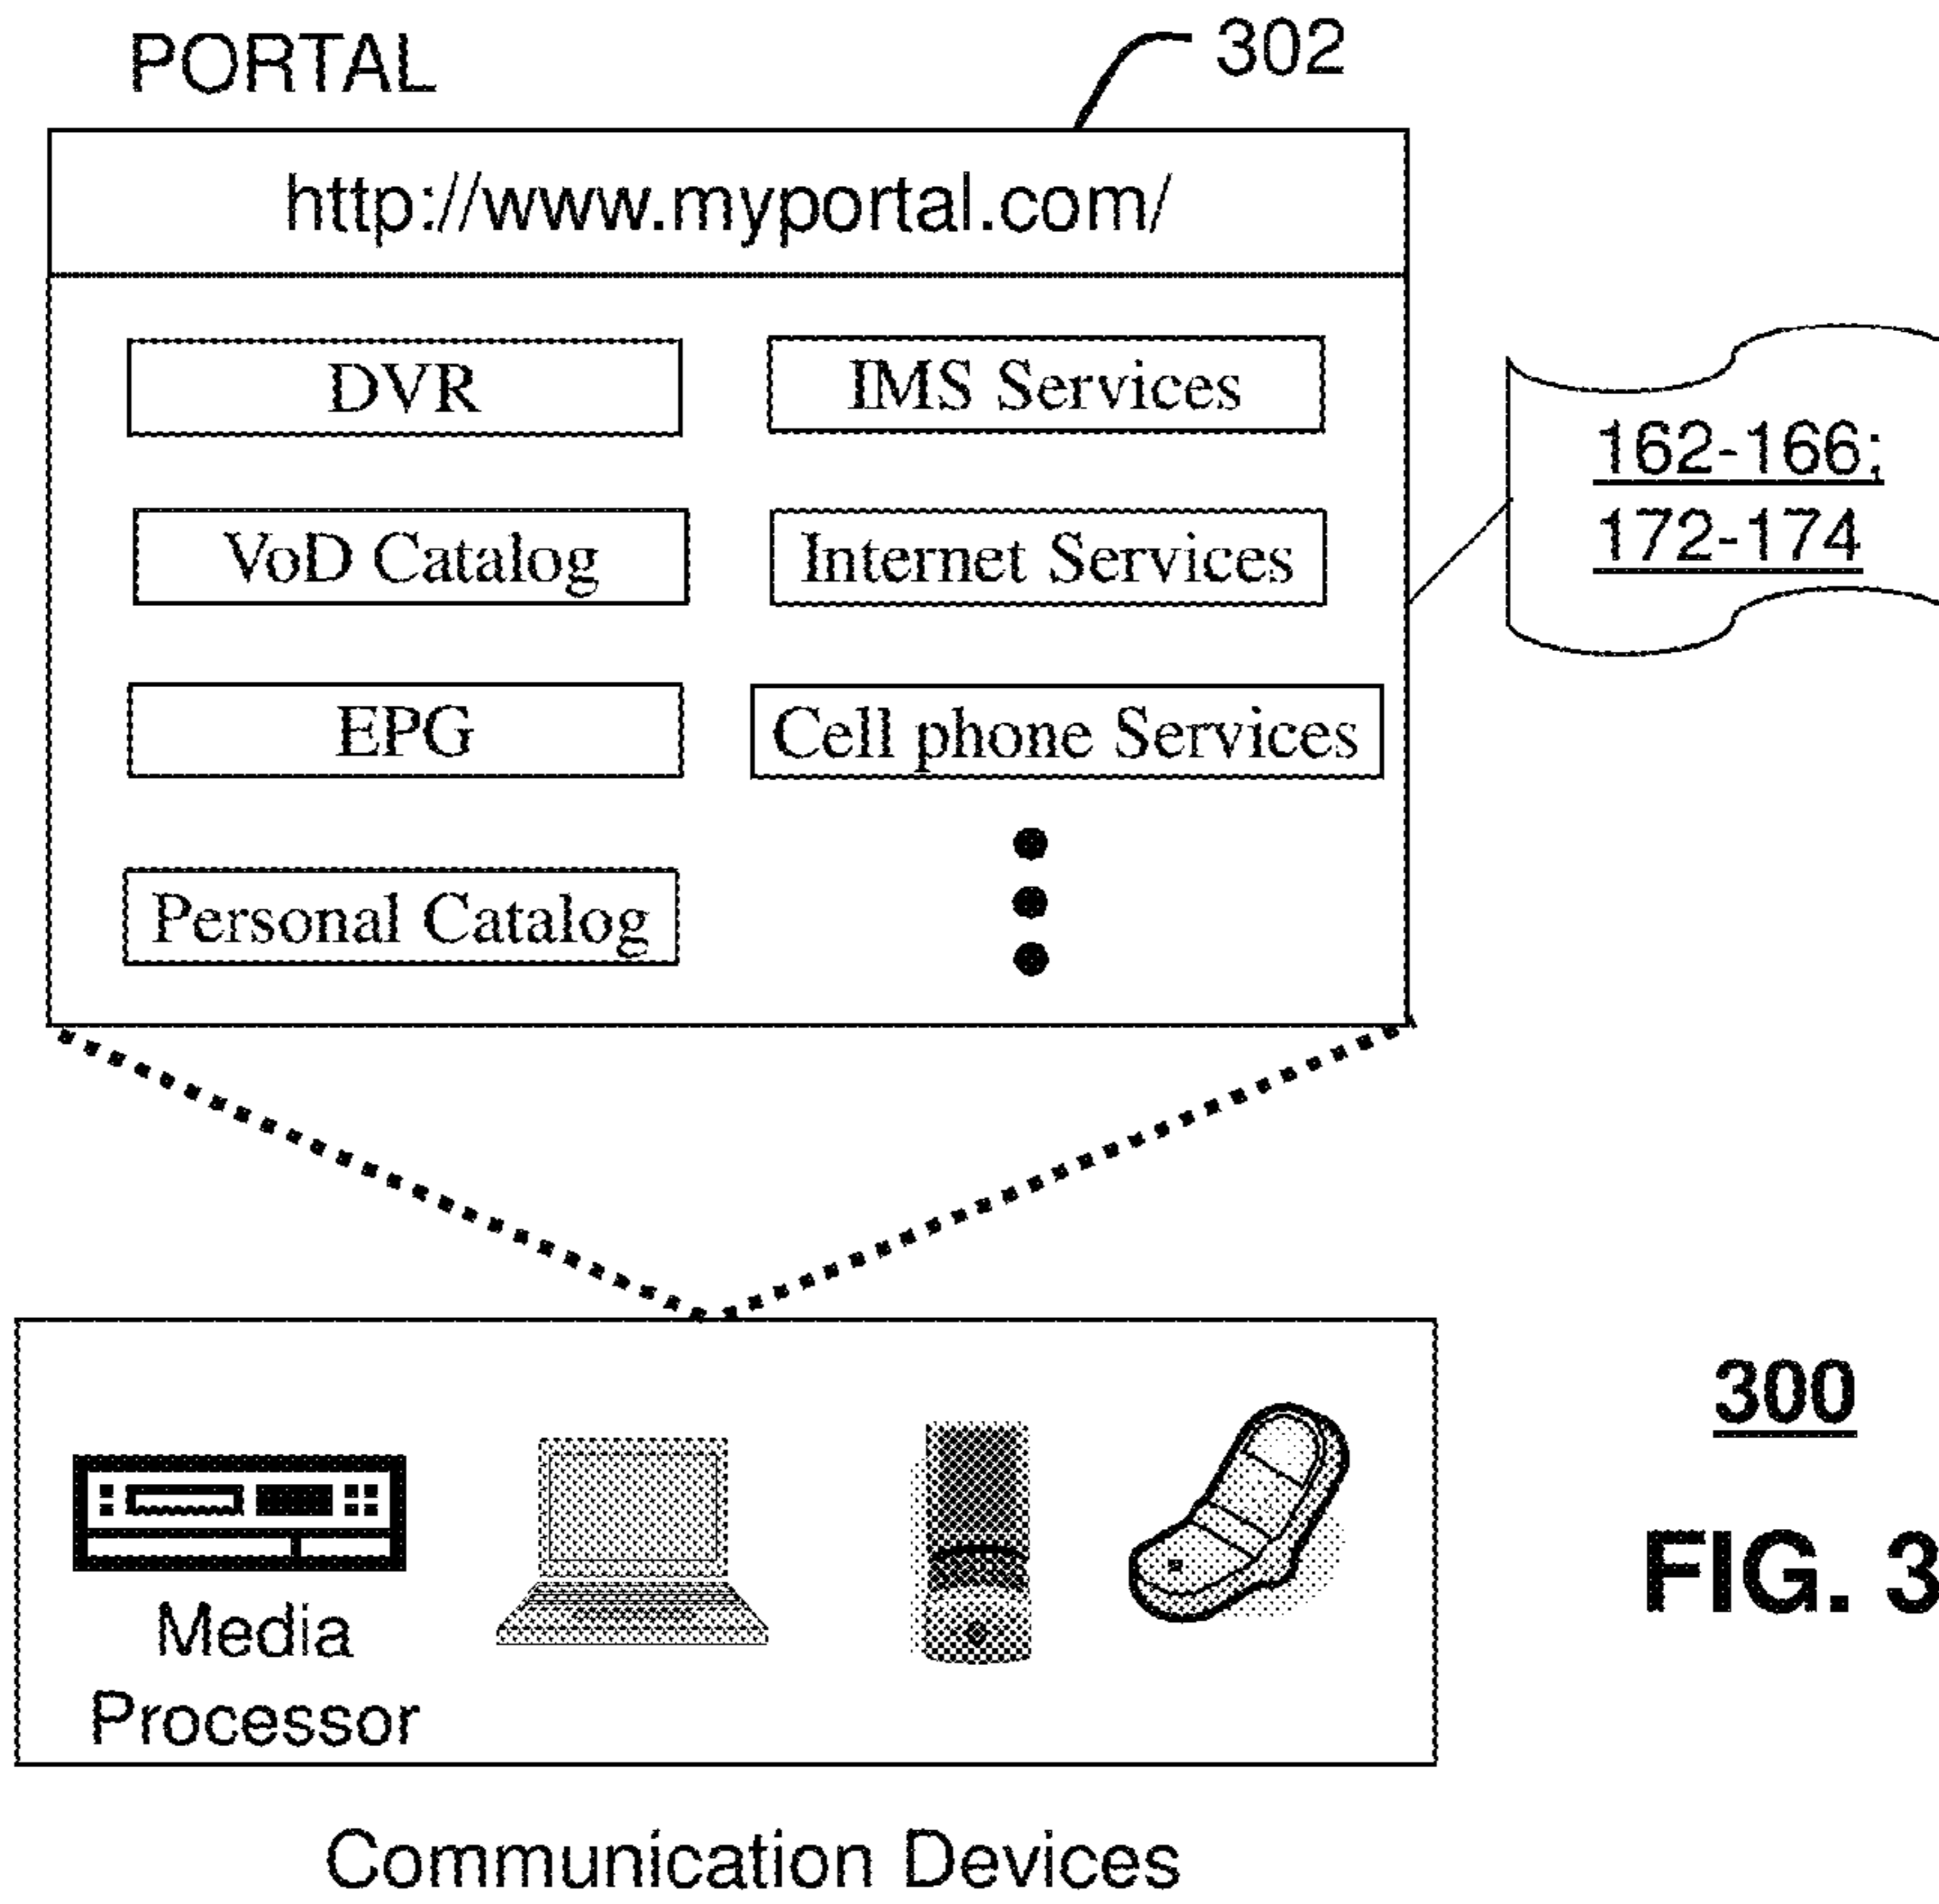 PORTAL
302
http://www.myportal.com/
DVR
IMS Services
VoD Catalog
Internet Services
EPG
Cell phone Services
Personal Catalog
162-166;
172-174
Media
Processor
300
FIG. 3
Communication Devices